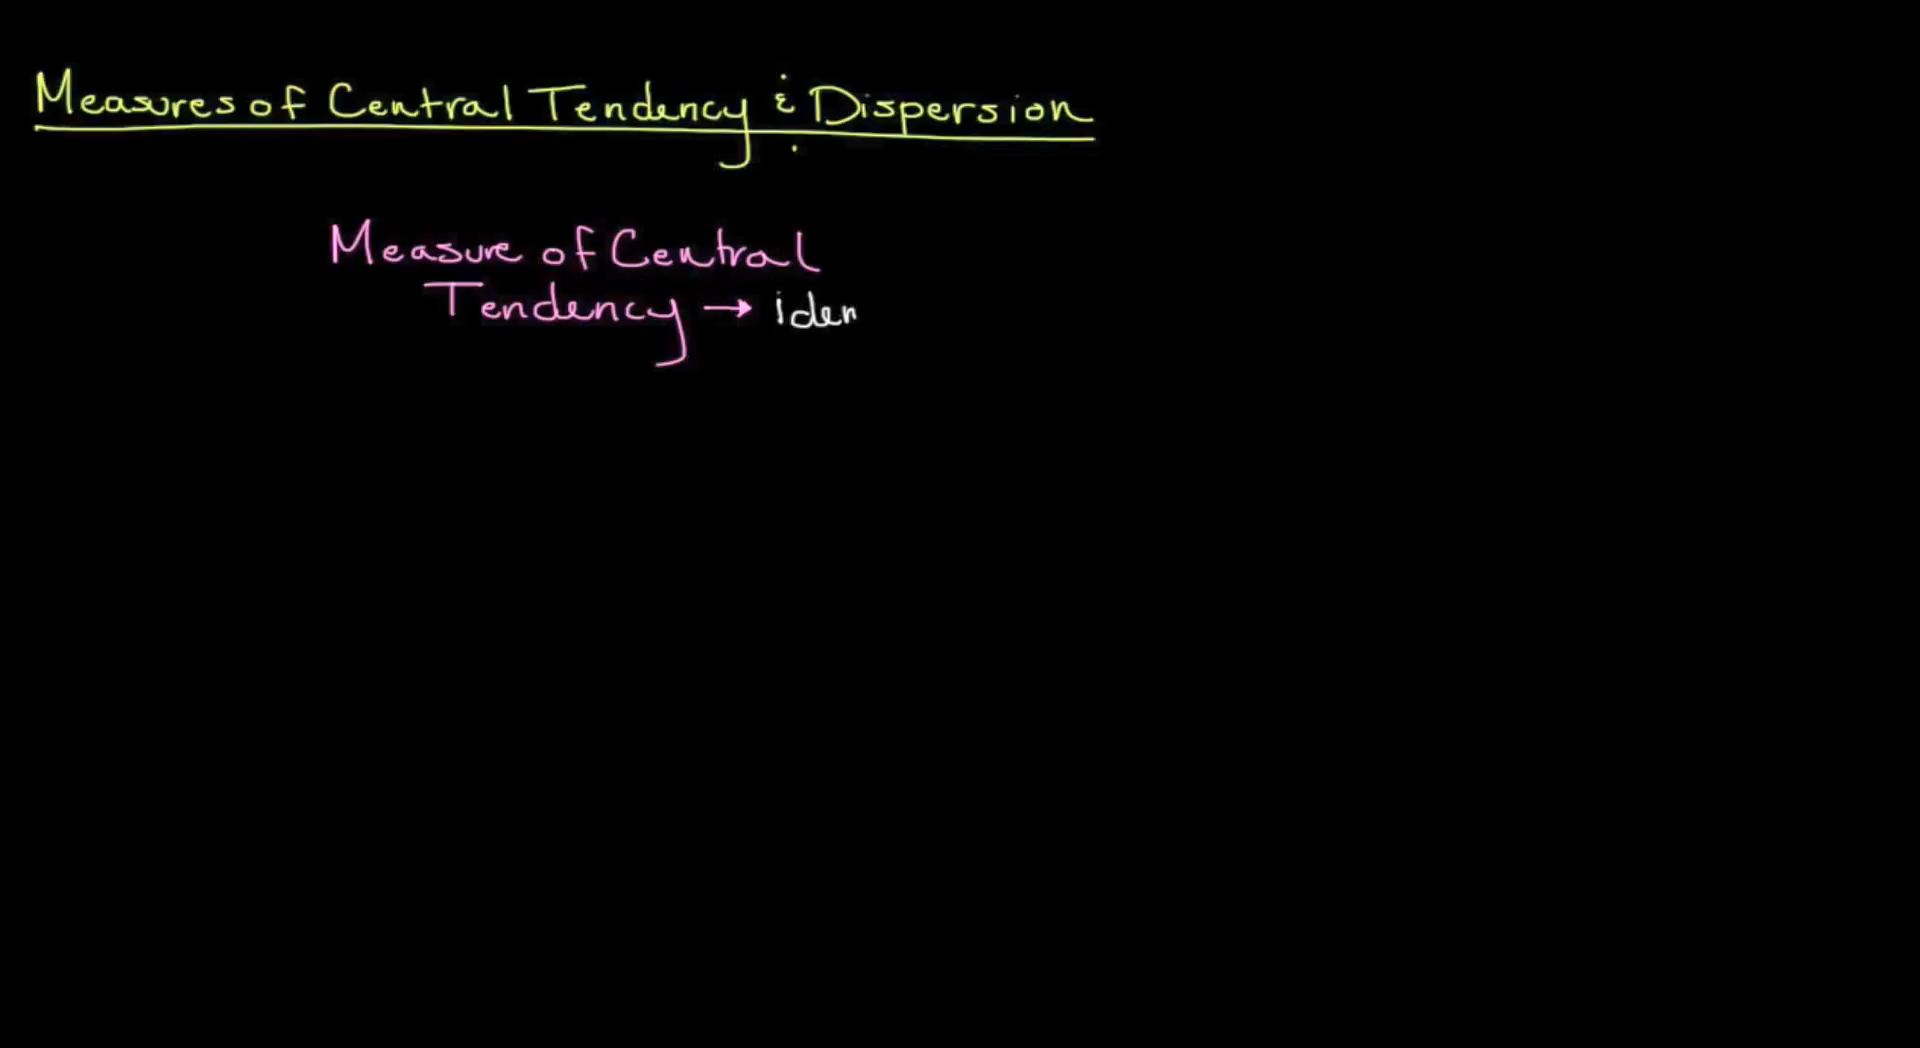 Measures of Central Tendency & Dispersion
Measure of Central
Tendency → iden